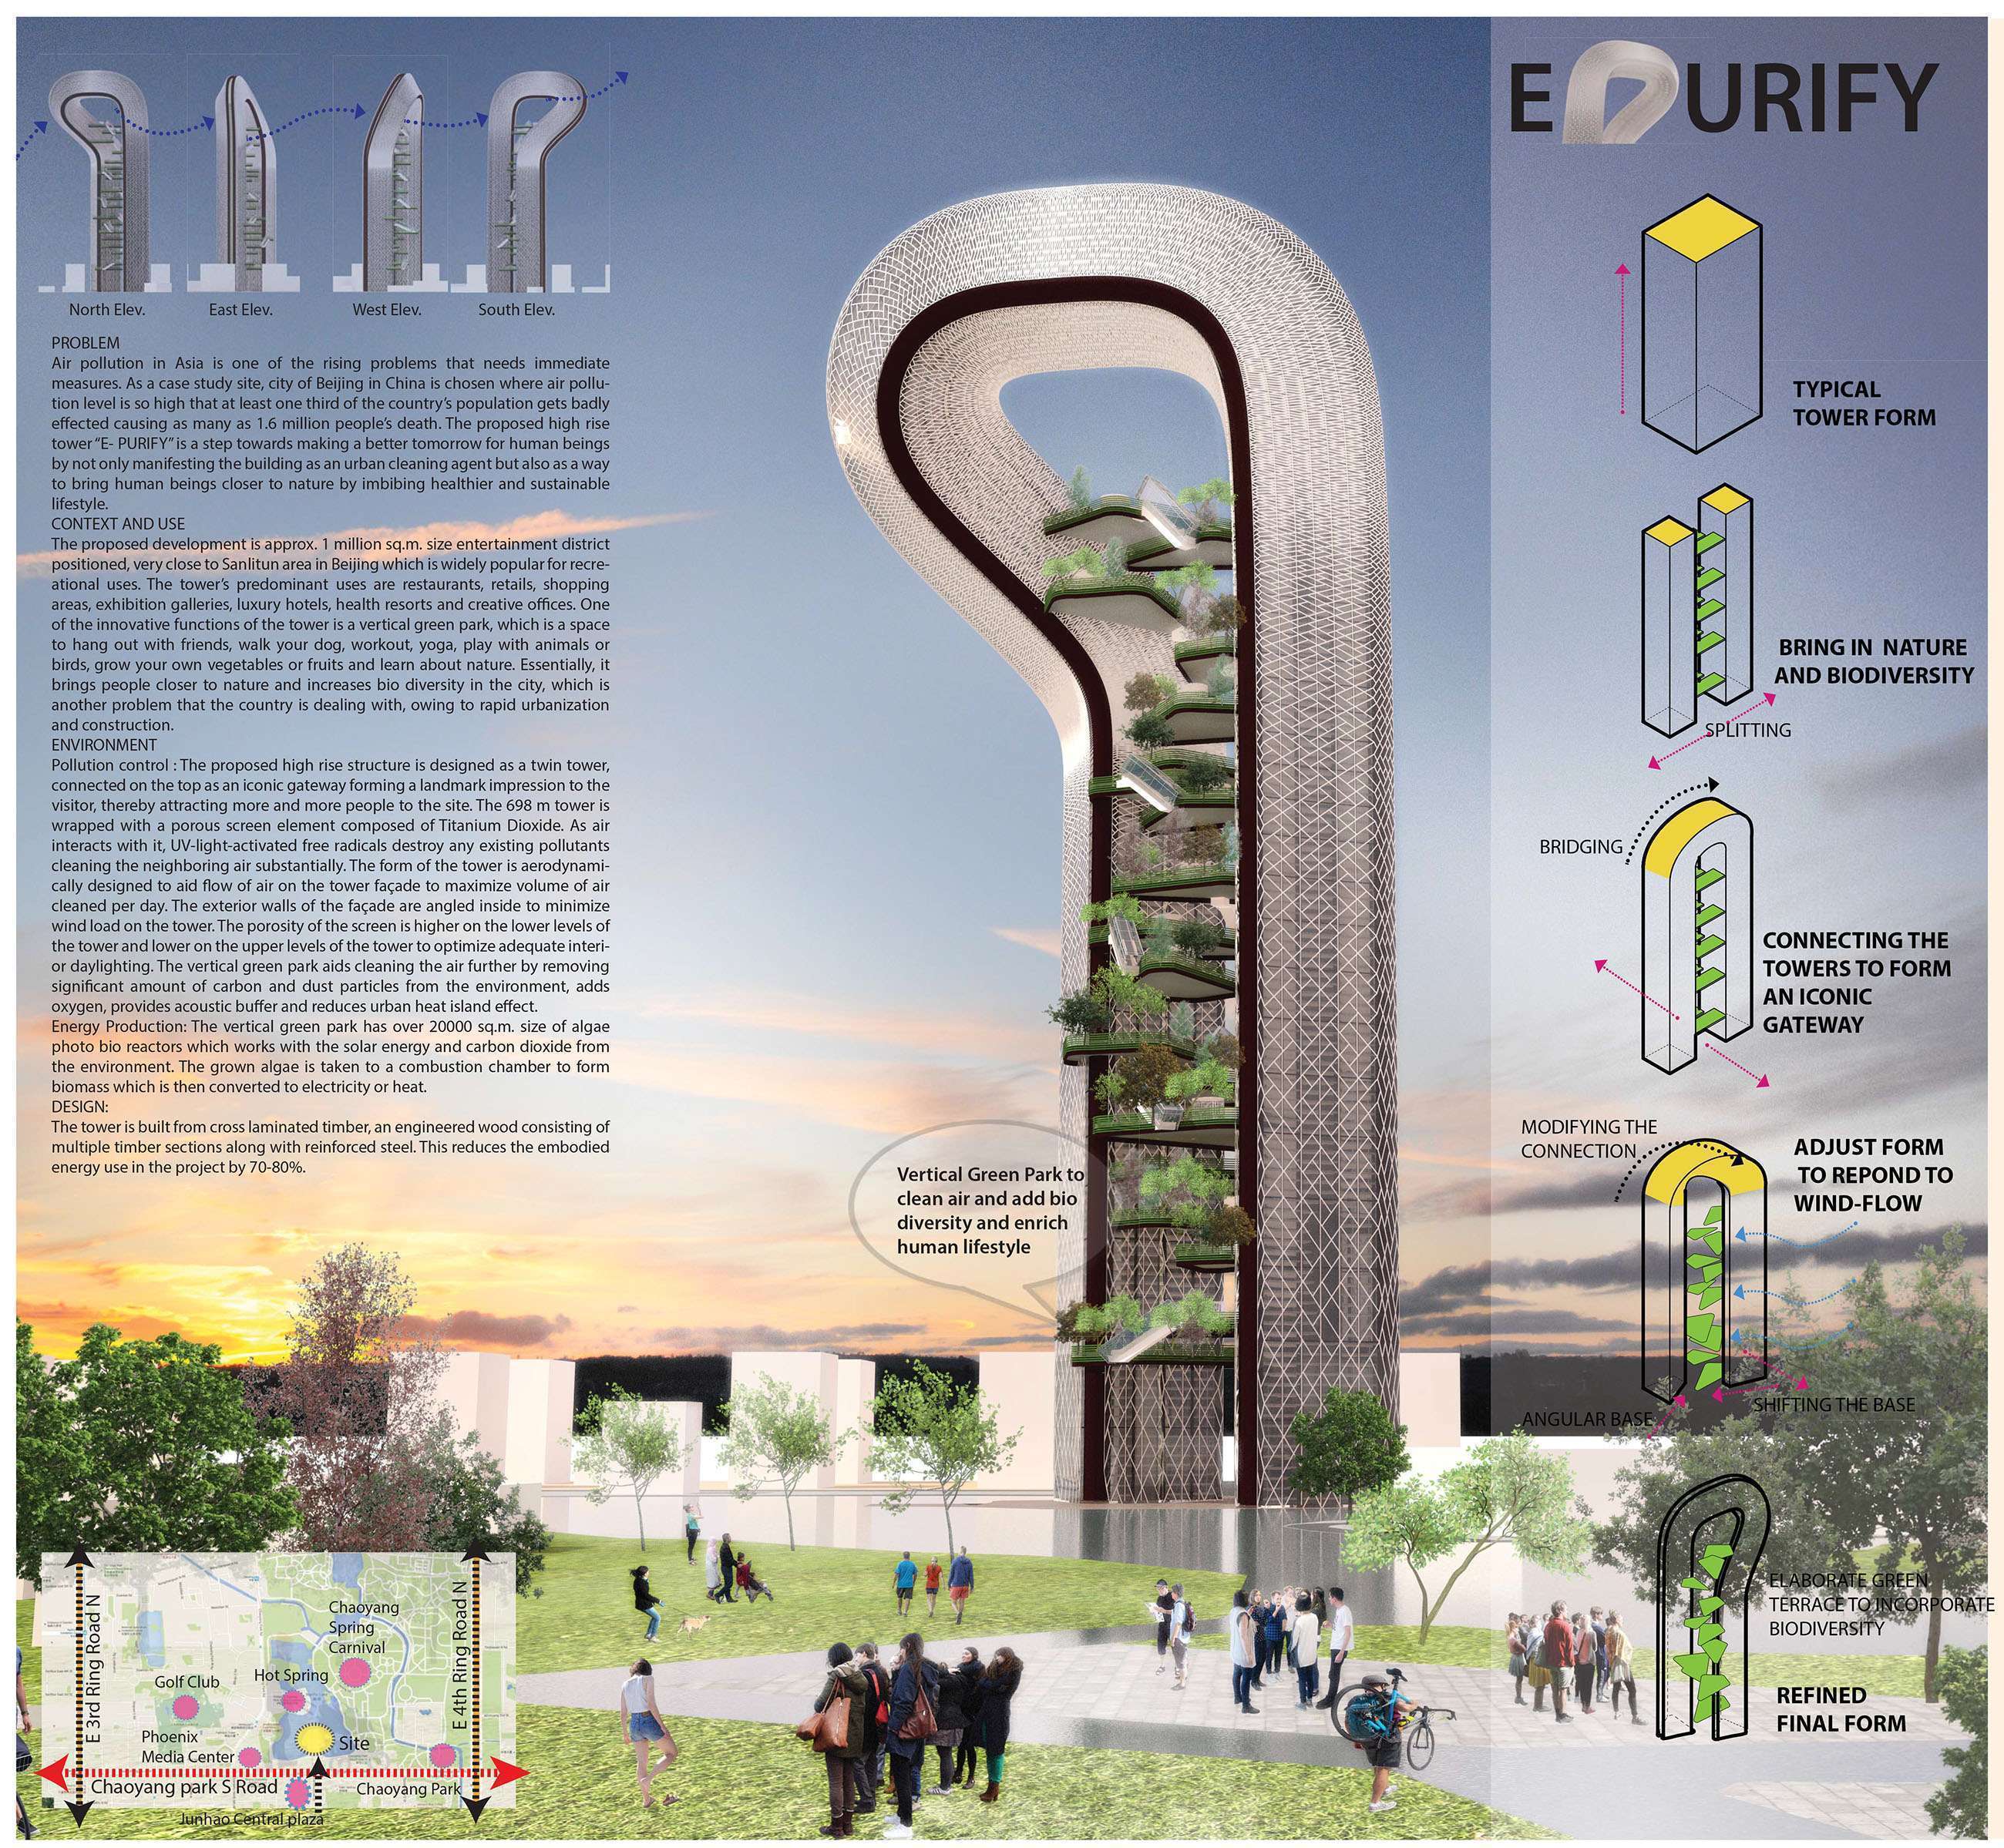 E PURIFY
North Elev.
East Elev.
West Elev.
South Elev.
PROBLEM
Air pollution in Asia is one of the rising problems that needs immediate
measures. As a case study site, city of Beijing in China is chosen where air pollu-
tion level is so high that at least one third of the country's population gets badly
effected causing as many as 1.6 million people's death. The proposed high rise
tower "E- PURIFY" is a step towards making a better tomorrow for human beings
by not only manifesting the building as an urban cleaning agent but also as a way
to bring human beings closer to nature by imbibing healthier and sustainable
lifestyle.
CONTEXT AND USE
The proposed development is approx. 1 million sq.m. size entertainment district
positioned, very close to Sanlitun area in Beijing which is widely popular for recre-
ational uses. The tower's predominant uses are restaurants, retails, shopping
areas, exhibition galleries, luxury hotels, health resorts and creative offices. One
of the innovative functions of the tower is a vertical green park, which is a space
to hang out with friends, walk your dog, workout, yoga, play with animals or
birds, grow your own vegetables or fruits and learn about nature. Essentially, it
brings people closer to nature and increases bio diversity in the city, which is
another problem that the country is dealing with, owing to rapid urbanization
and construction.
ENVIRONMENT
Pollution control : The proposed high rise structure is designed as a twin tower,
connected on the top as an iconic gateway forming a landmark impression to the
visitor, thereby attracting more and more people to the site. The 698 m tower is
wrapped with a porous screen element composed of Titanium Dioxide. As air
interacts with it, UV-light-activated free radicals destroy any existing pollutants
cleaning the neighboring air substantially. The form of the tower is aerodynami-
cally designed to aid flow of air on the tower façade to maximize volume of air
cleaned per day. The exterior walls of the façade are angled inside to minimize
wind load on the tower. The porosity of the screen is higher on the lower levels of
the tower and lower on the upper levels of the tower to optimize adequate interi-
or daylighting. The vertical green park aids cleaning the air further by removing
significant amount of carbon and dust particles from the environment, adds
oxygen, provides acoustic buffer and reduces urban heat island effect.
Energy Production: The vertical green park has over 20000 sq.m. size of algae
photo bio reactors which works with the solar energy and carbon dioxide from
the environment. The grown algae is taken to a combustion chamber to form
biomass which is then converted to electricity or heat.
DESIGN:
The tower is built from cross laminated timber, an engineered wood consisting of
multiple timber sections along with reinforced steel. This reduces the embodied
energy use in the project by 70-80%.
Vertical Green Park to
clean air and add bio
diversity and enrich
human lifestyle
TYPICAL
TOWER FORM
BRING IN NATURE
AND BIODIVERSITY
SPLITTING
BRIDGING
CONNECTING THE
TOWERS TO FORM
AN ICONIC
GATEWAY
MODIFYING THE
CONNECTION
ADJUST FORM
TO REPOND TO
WIND-FLOW
ANGULAR BASE
SHIFTING THE BASE
ELABORATE GREEN
TERRACE TO INCORPORATE
BIODIVERSITY
REFINED
FINAL FORM
E 3rd Ring Road N
E 4th Ring Road N
Chaoyang
Spring
Carnival
Hot Spring
Golf Club
Phoenix
Media Center
Site
Chaoyang park S Road
Chaoyang Park
Junhao Central plaza